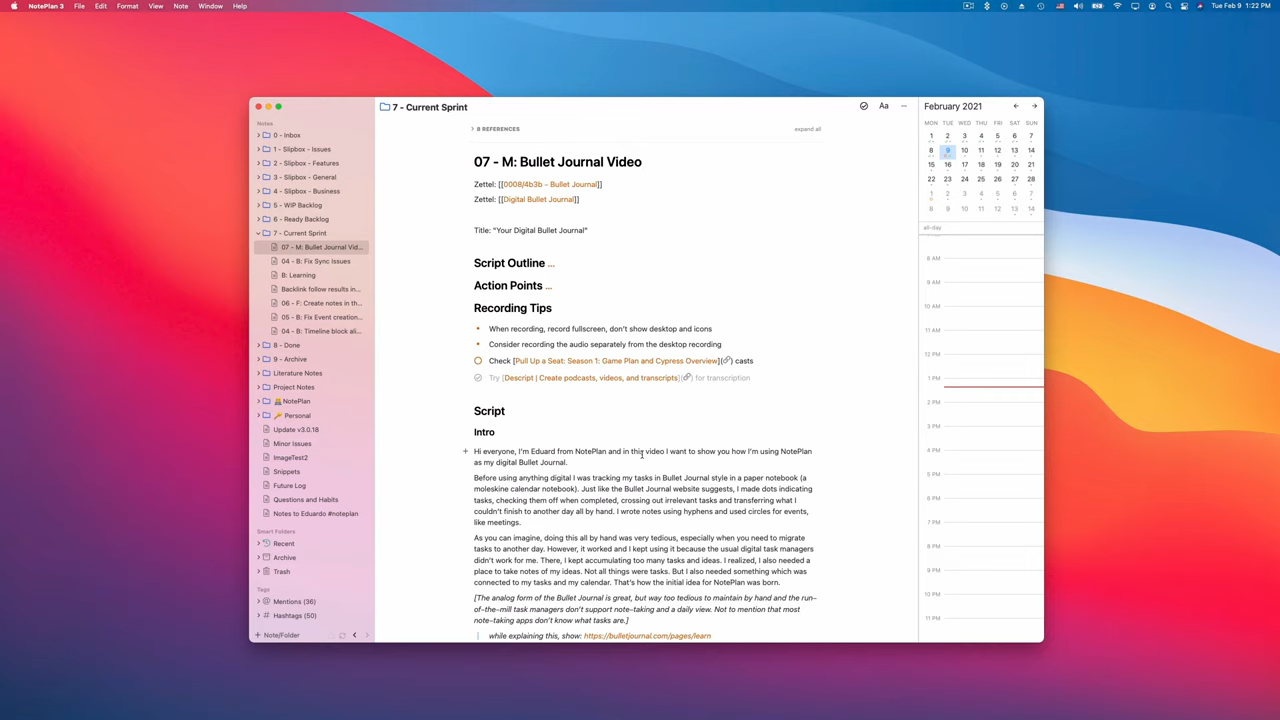 NotePlan 3 File Edit Format View Note Window Help
Tue Feb 9 1:22 PM
Notes
0 - Inbox
1 - Slipbox - Issues
2 - Slipbox - Features
3 - Slipbox - General
4 - Slipbox - Business
5 - WIP Backlog
6 - Ready Backlog
7 - Current Sprint
07 - M: Bullet Journal Vid...
04 - B: Fix Sync Issues
B: Learning
Backlink follow results in...
06 - F: Create notes in th...
05 - B: Fix Event creation...
04 - B: Timeline block ali...
8 - Done
9 - Archive
Literature Notes
Project Notes
NotePlan
Personal
Update v3.0.18
Minor Issues
ImageTest2
Snippets
Future Log
Questions and Habits
Notes to Eduardo #noteplan
Smart Folders
Recent
Archive
Trash
Tags
Mentions (36)
Hashtags (50)
Note/Folder
7 - Current Sprint
Aa
8 REFERENCES
expand all
07 - M: Bullet Journal Video
Zettel: [[0008/4b3b - Bullet Journal]]
Zettel: [[Digital Bullet Journal]]
Title: "Your Digital Bullet Journal"
Script Outline ...
Action Points ...
Recording Tips
When recording, record fullscreen, don't show desktop and icons
Consider recording the audio separately from the desktop recording
Check [Pull Up a Seat: Season 1: Game Plan and Cypress Overview]() casts
Try [Descript | Create podcasts, videos, and transcripts]() for transcription
Script
Intro
Hi everyone, I'm Eduard from NotePlan and in this video I want to show you how I'm using NotePlan
as my digital Bullet Journal.
Before using anything digital I was tracking my tasks in Bullet Journal style in a paper notebook (a
moleskine calendar notebook). Just like the Bullet Journal website suggests, I made dots indicating
tasks, checking them off when completed, crossing out irrelevant tasks and transferring what I
couldn't finish to another day all by hand. I wrote notes using hyphens and used circles for events,
like meetings.
As you can imagine, doing this all by hand was very tedious, especially when you need to migrate
tasks to another day. However, it worked and I kept using it because the usual digital task managers
didn't work for me. There, I kept accumulating too many tasks and ideas. I realized, I also needed a
place to take notes of my ideas. Not all things were tasks. But I also needed something which was
connected to my tasks and my calendar. That's how the initial idea for NotePlan was born.
[The analog form of the Bullet Journal is great, but way too tedious to maintain by hand and the run-
of-the-mill task managers don't support note-taking and a daily view. Not to mention that most
note-taking apps don't know what tasks are.]
while explaining this, show: https://bulletjournal.com/pages/learn
February 2021
MON TUE WED THU FRI SAT SUN
1 2 3 4 5 6 7
8 9 10 11 12 13 14
15 16 17 18 19 20 21
22 23 24 25 26 27 28
1 2 3 4 5 6 7
8 9 10 11 12 13 14
all-day
8 AM
9 AM
10 AM
11 AM
12 PM
1 PM
2 PM
3 PM
4 PM
5 PM
6 PM
7 PM
8 PM
9 PM
10 PM
11 PM